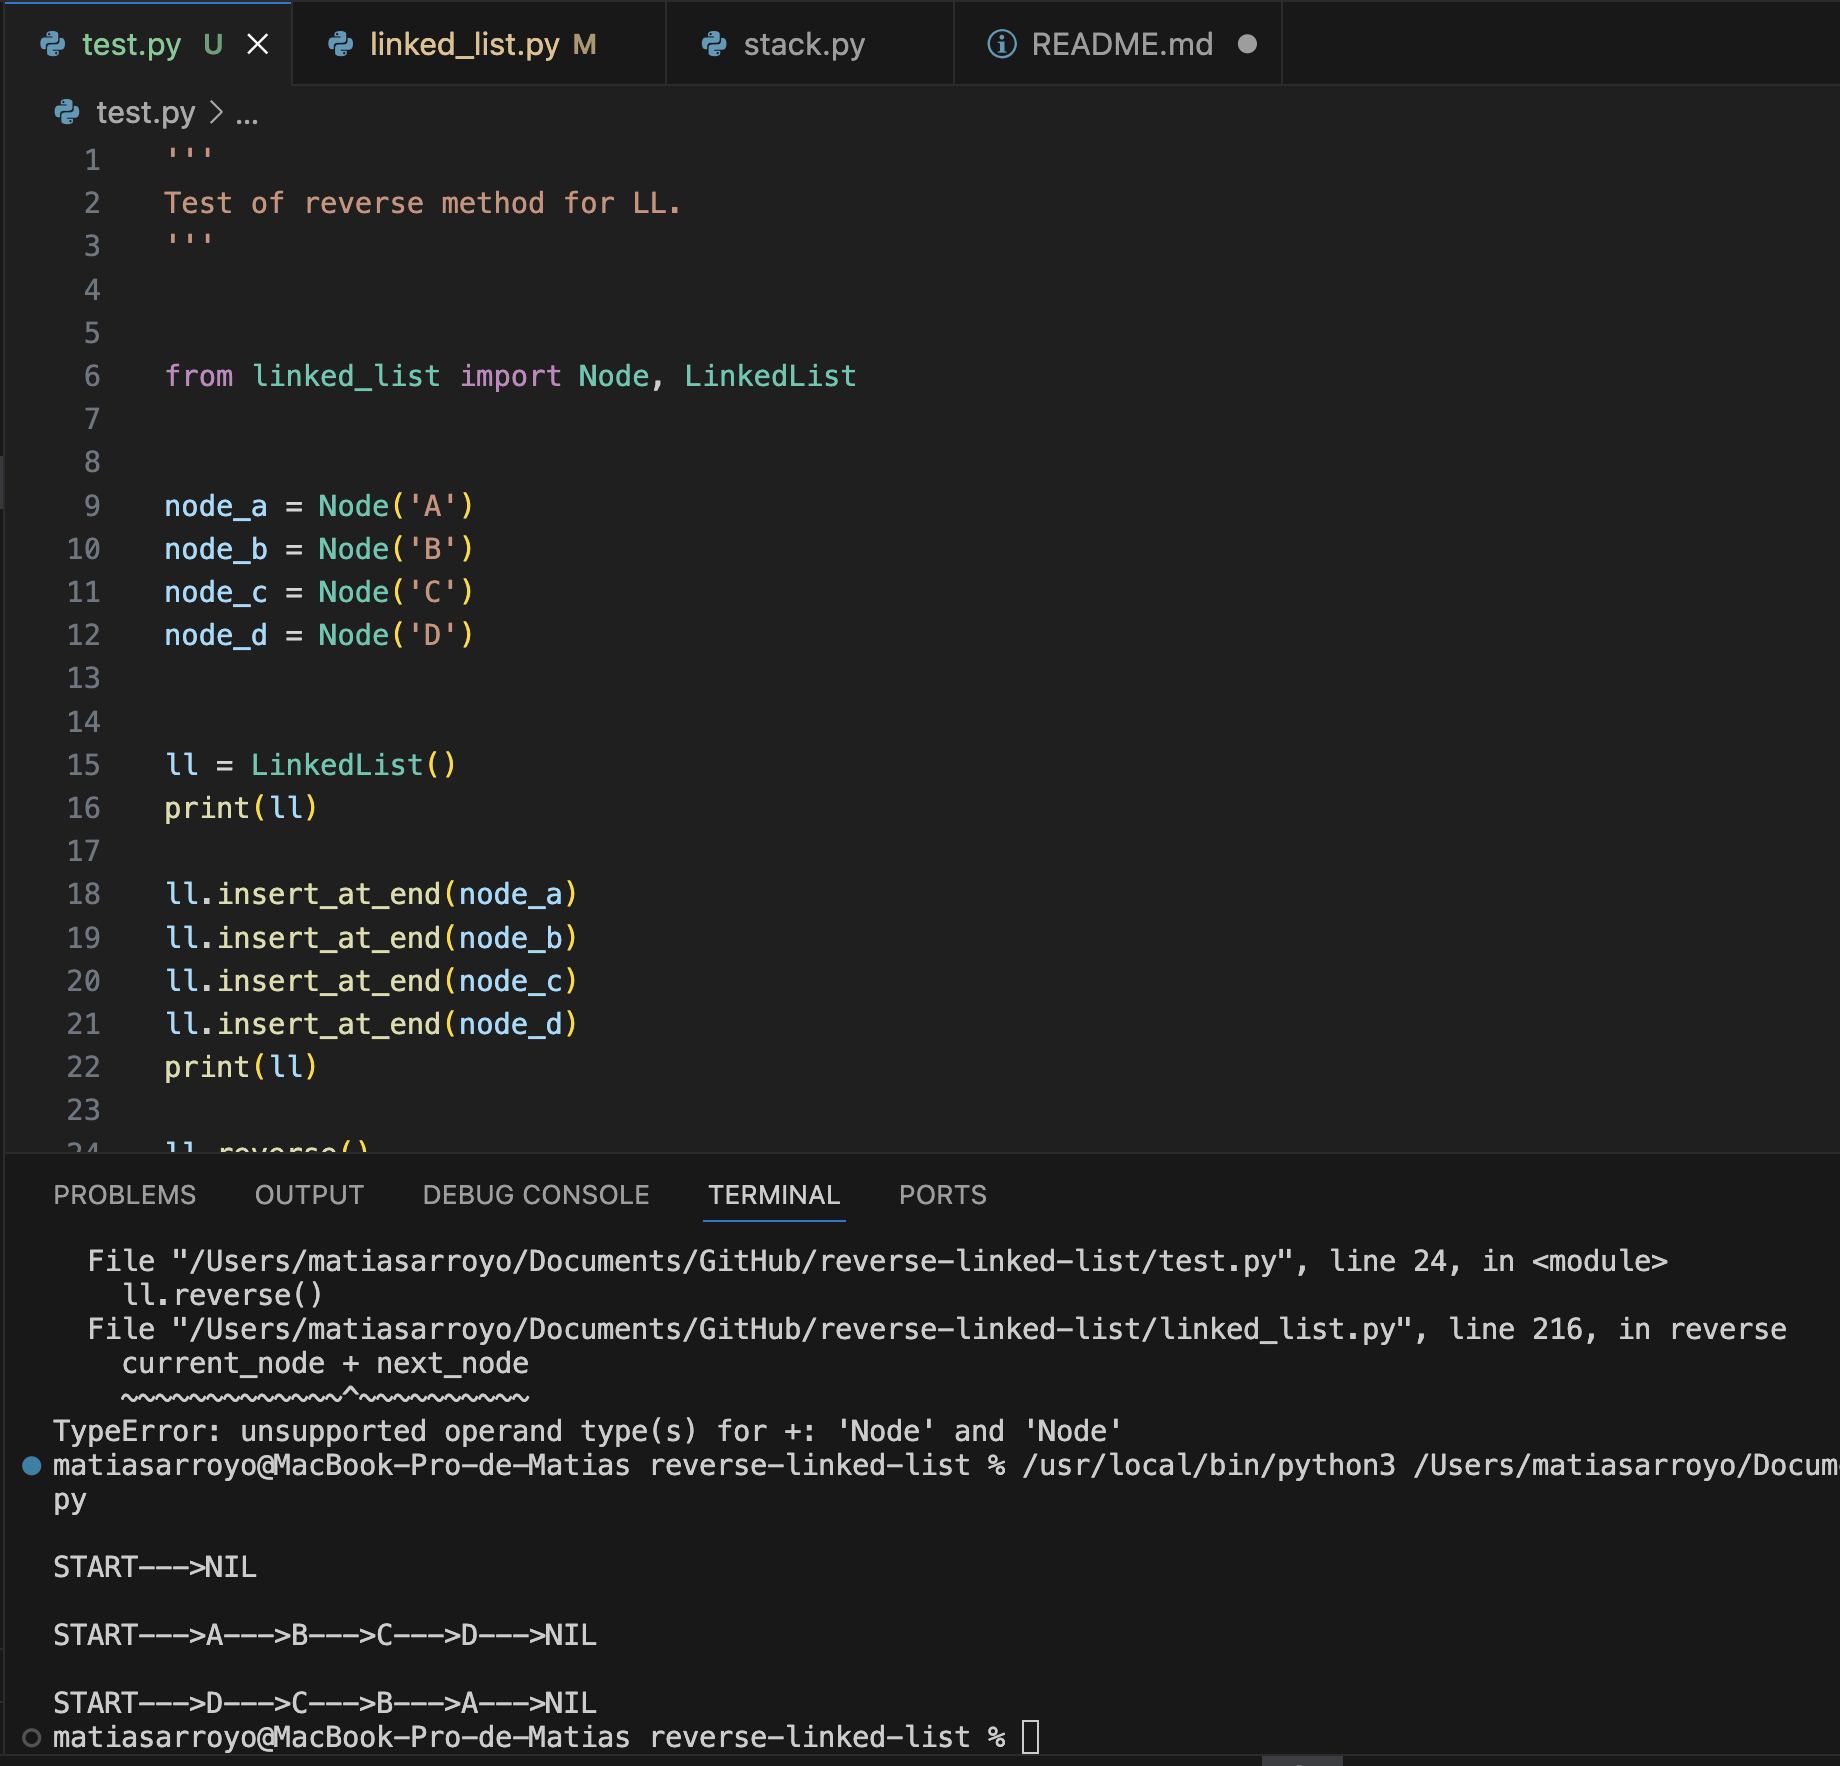 test.py U linked_list.py M stack.py README.md
test.py > ...
1 '''
2 Test of reverse method for LL.
3 '''
4
5
6 from linked_list import Node, LinkedList
7
8
9 node_a = Node('A')
10 node_b = Node('B')
11 node_c = Node('C')
12 node_d = Node('D')
13
14
15 ll = LinkedList()
16 print(ll)
17
18 ll.insert_at_end(node_a)
19 ll.insert_at_end(node_b)
20 ll.insert_at_end(node_c)
21 ll.insert_at_end(node_d)
22 print(ll)
23
24 ll.reverse()
PROBLEMS OUTPUT DEBUG CONSOLE TERMINAL PORTS
File "/Users/matiasarroyo/Documents/GitHub/reverse-linked-list/test.py", line 24, in <module>
ll.reverse()
File "/Users/matiasarroyo/Documents/GitHub/reverse-linked-list/linked_list.py", line 216, in reverse
current_node + next_node
~~~~~~~~~~~~~^~~~~~~~~~~
TypeError: unsupported operand type(s) for +: 'Node' and 'Node'
matiasarroyo@MacBook-Pro-de-Matias reverse-linked-list % /usr/local/bin/python3 /Users/matiasarroyo/Docum
py
START--->NIL
START--->A--->B--->C--->D--->NIL
START--->D--->C--->B--->A--->NIL
matiasarroyo@MacBook-Pro-de-Matias reverse-linked-list %